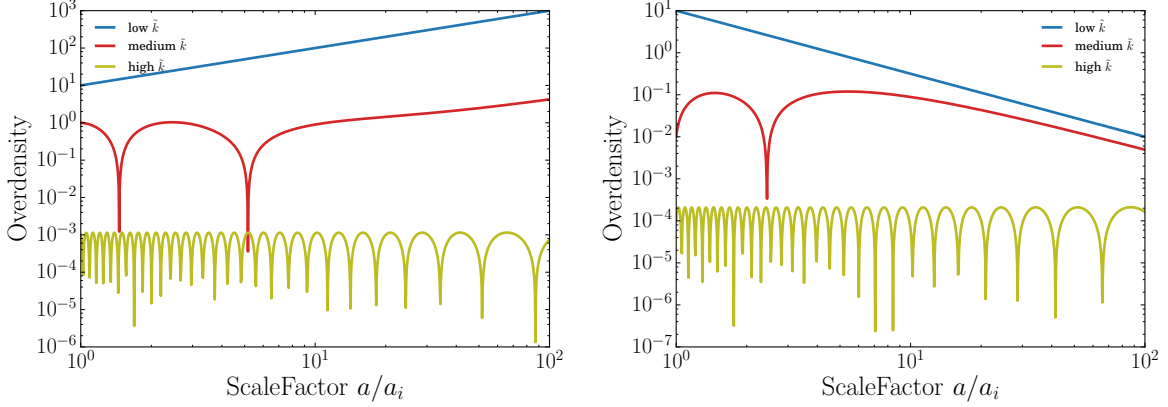 Overdensity
10^3
10^2
10^1
10^0
10^{-1}
10^{-2}
10^{-3}
10^{-4}
10^{-5}
10^{-6}
low k̃
medium k̃
high k̃
10^0
10^1
10^2
ScaleFactor a/a_i
Overdensity
10^1
10^0
10^{-1}
10^{-2}
10^{-3}
10^{-4}
10^{-5}
10^{-6}
10^{-7}
low k̃
medium k̃
high k̃
10^0
10^1
10^2
ScaleFactor a/a_i